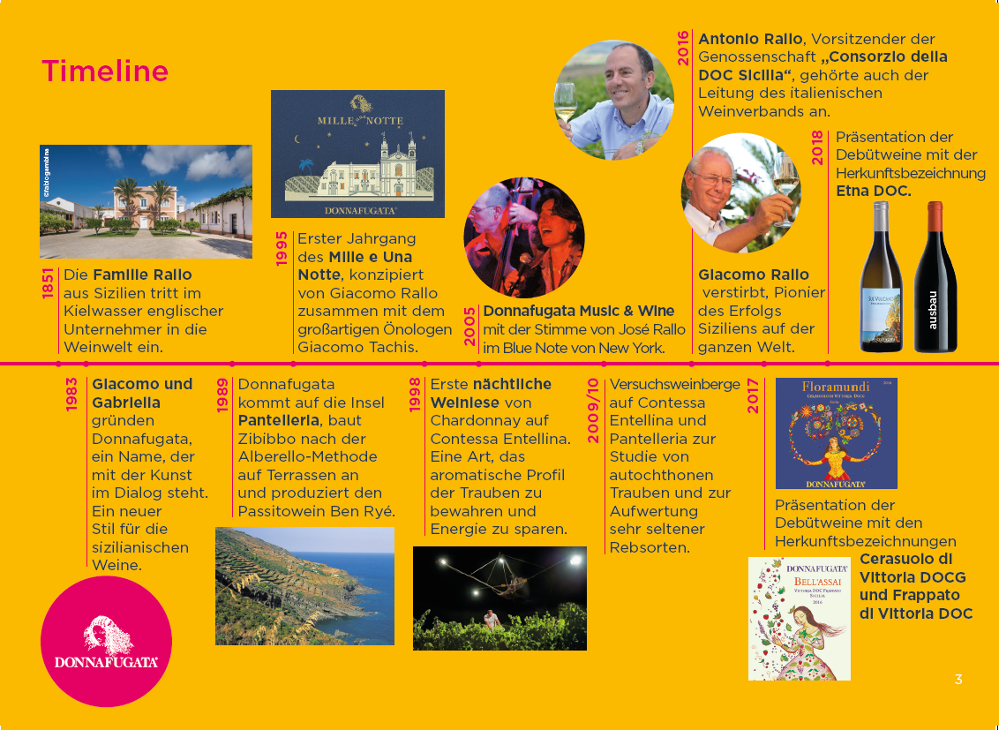 Timeline
©fabiogambina
1851
Die Familie Rallo
aus Sizilien tritt im
Kielwasser englischer
Unternehmer in die
Weinwelt ein.
MILLE e una NOTTE
DONNAFUGATA®
1995
Erster Jahrgang
des Mille e Una
Notte, konzipiert
von Giacomo Rallo
zusammen mit dem
großartigen Önologen
Giacomo Tachis.
2005
Donnafugata Music & Wine
mit der Stimme von José Rallo
im Blue Note von New York.
2016
Antonio Rallo, Vorsitzender der
Genossenschaft „Consorzio della
DOC Sicilia“, gehörte auch der
Leitung des italienischen
Weinverbands an.
Giacomo Rallo
verstirbt, Pionier
des Erfolgs
Siziliens auf der
ganzen Welt.
2018
Präsentation der
Debütweine mit der
Herkunftsbezeichnung
Etna DOC.
SUL VULCANO
ausbau
1983
Giacomo und
Gabriella
gründen
Donnafugata,
ein Name, der
mit der Kunst
im Dialog steht.
Ein neuer
Stil für die
sizilianischen
Weine.
DONNAFUGATA®
1989
Donnafugata
kommt auf die Insel
Pantelleria, baut
Zibibbo nach der
Alberello-Methode
auf Terrassen an
und produziert den
Passitowein Ben Ryé.
1998
Erste nächtliche
Weinlese von
Chardonnay auf
Contessa Entellina.
Eine Art, das
aromatische Profil
der Trauben zu
bewahren und
Energie zu sparen.
2009/10
Versuchsweinberge
auf Contessa
Entellina und
Pantelleria zur
Studie von
autochthonen
Trauben und zur
Aufwertung
sehr seltener
Rebsorten.
2017
Floramundi
CERASUOLO DI VITTORIA DOCG
DONNAFUGATA®
Präsentation der
Debütweine mit den
Herkunftsbezeichnungen
Cerasuolo di
Vittoria DOCG
und Frappato
di Vittoria DOC
DONNAFUGATA®
BELL'ASSAI
VITTORIA DOC FRAPPATO
SICILIA
2016
3